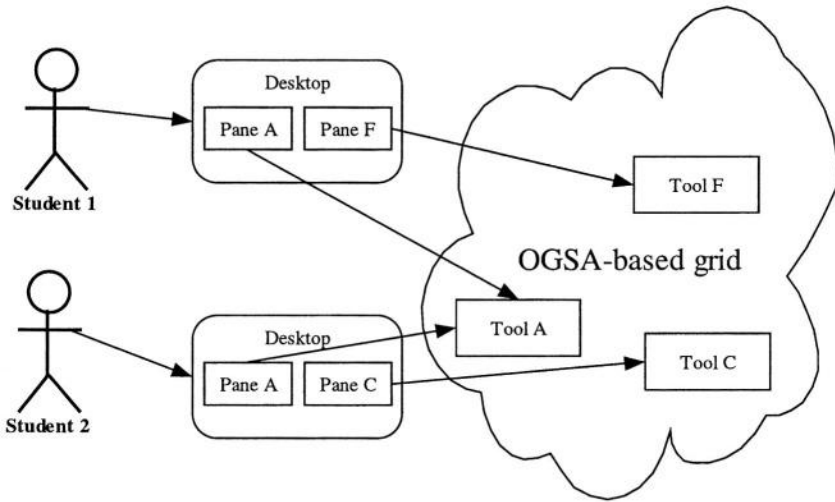 Desktop
Pane A
Pane F
Student 1
Tool F
OGSA-based grid
Desktop
Tool A
Pane A
Pane C
Tool C
Student 2